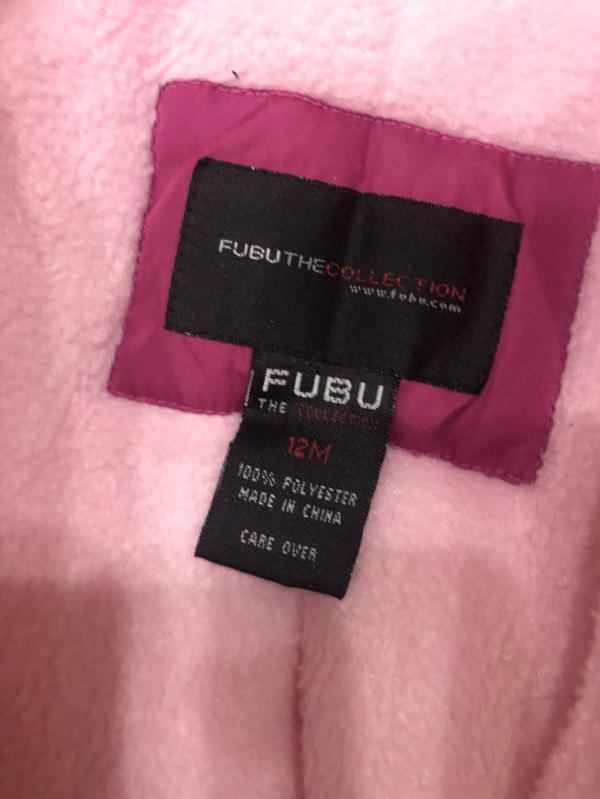 FUBUTHECOLLECTION
www.fubu.com
FUBU
THE COLLECTION
12M
100% POLYESTER
MADE IN CHINA
CARE OVER